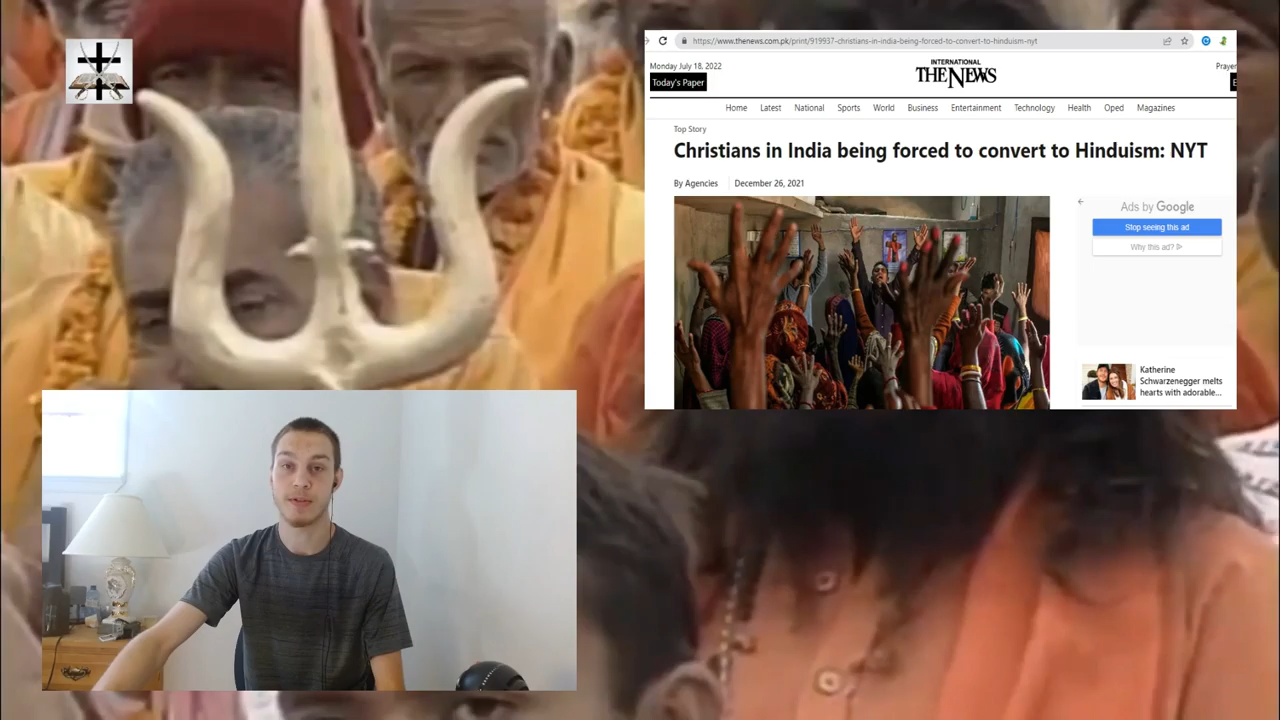 https://www.thenews.com.pk/print/919937-christians-in-india-being-forced-to-convert-to-hinduism-nyt
Monday July 18, 2022
INTERNATIONAL
THE NEWS
Prayer
Today's Paper
E
Home Latest National Sports World Business Entertainment Technology Health Oped Magazines
Top Story
Christians in India being forced to convert to Hinduism: NYT
By Agencies December 26, 2021
Ads by Google
Stop seeing this ad
Why this ad?
Katherine
Schwarzenegger melts
hearts with adorable...